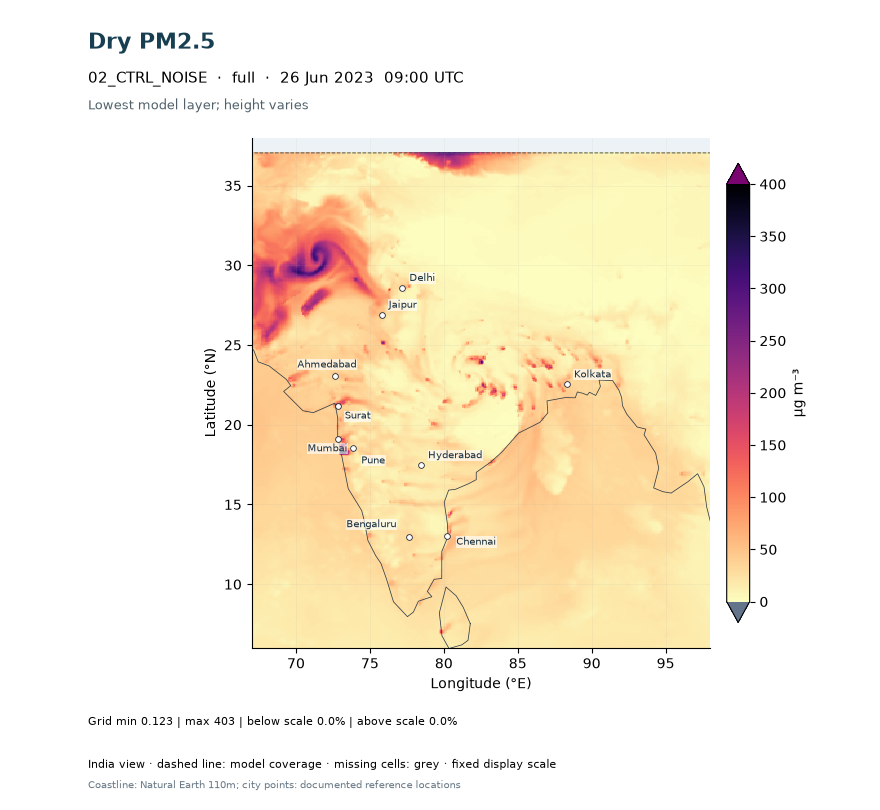 Dry PM2.5
02_CTRL_NOISE · full · 26 Jun 2023 09:00 UTC
Lowest model layer; height varies
35
30
25
20
15
10
Latitude (°N)
70
75
80
85
90
95
Longitude (°E)
Delhi
Jaipur
Ahmedabad
Kolkata
Surat
Mumbai
Pune
Hyderabad
Bengaluru
Chennai
400
350
300
250
200
150
100
50
0
µg m⁻³
Grid min 0.123 | max 403 | below scale 0.0% | above scale 0.0%
India view · dashed line: model coverage · missing cells: grey · fixed display scale
Coastline: Natural Earth 110m; city points: documented reference locations